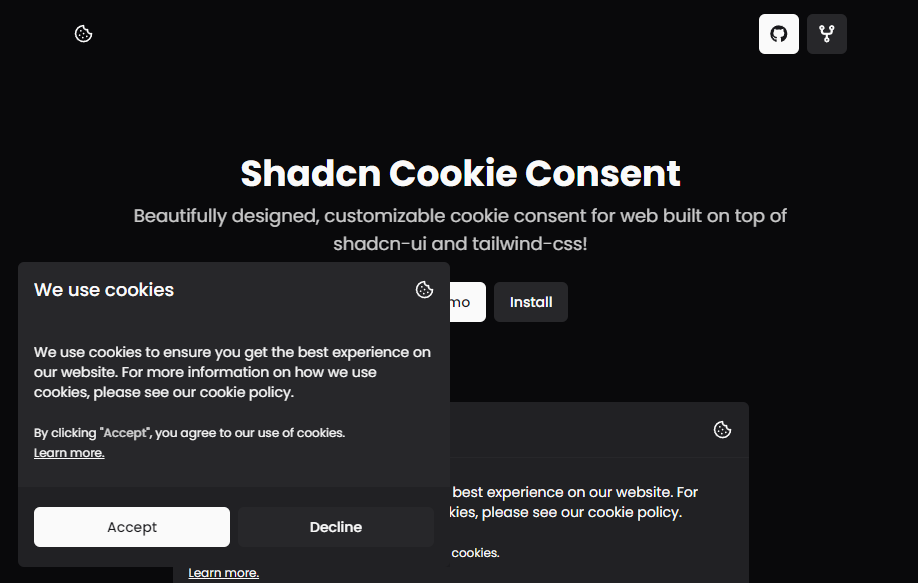 Shadcn Cookie Consent
Beautifully designed, customizable cookie consent for web built on top of
shadcn-ui and tailwind-css!
Install
We use cookies
We use cookies to ensure you get the best experience on
our website. For more information on how we use
cookies, please see our cookie policy.
By clicking "Accept", you agree to our use of cookies.
Learn more.
Accept
Decline
best experience on our website. For
please see our cookie policy.
cookies.
Learn more.